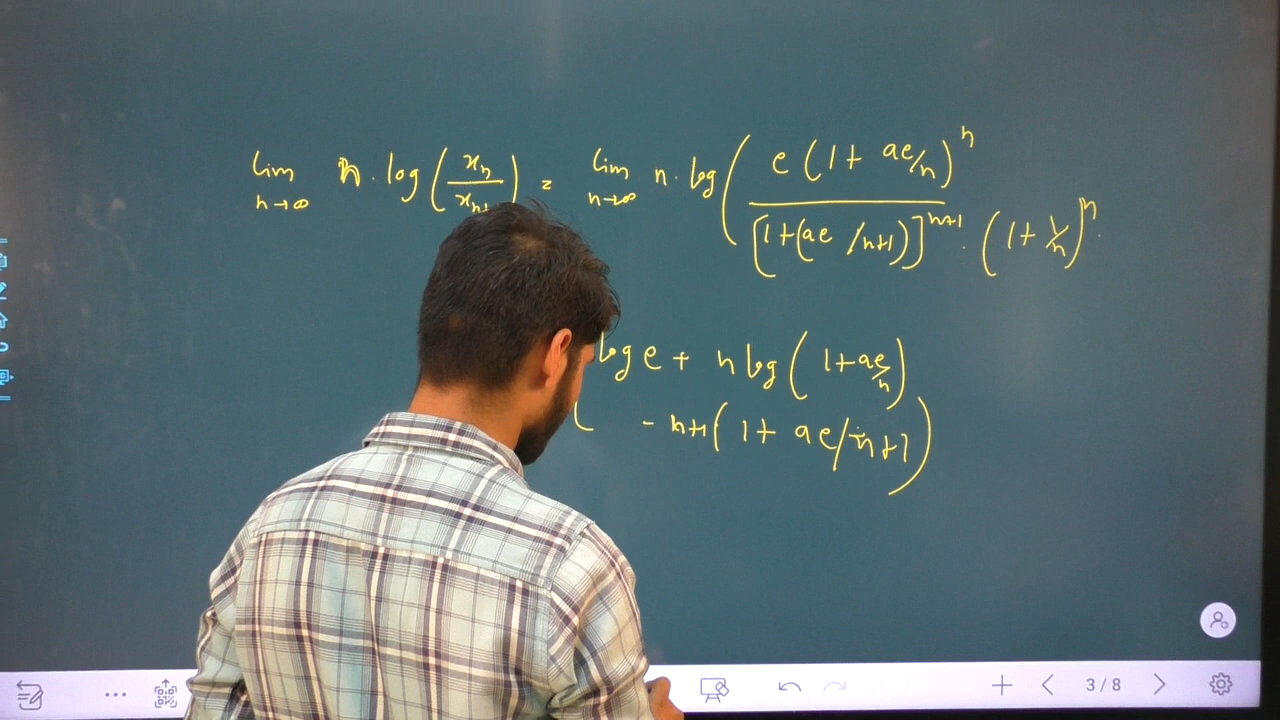 lim n→∞ n · log (xn / xn+1) = lim n→∞ n · log ( e (1 + ae/n)^n / [1 + (ae /n+1)]^n+1 · (1 + 1/n)^n .
log e + n log ( 1 + ae/n )
( - n+1 ( 1 + ae/n+1 )
3/8